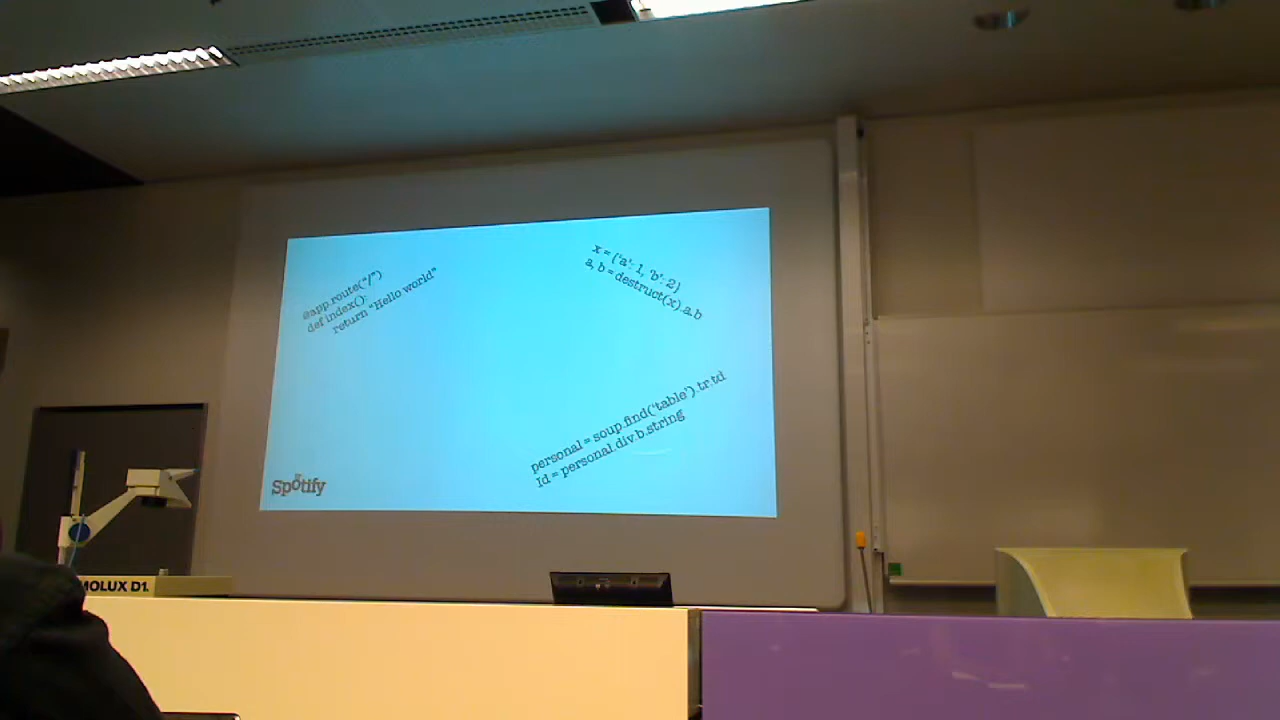 @app.route("/")
def index():
return "Hello world"
x = {'a': 1, 'b': 2}
a, b = destruct(x).a.b
personal = soup.find('table').tr.td
Id = personal.div.b.string
Spotify
MOLUX D1